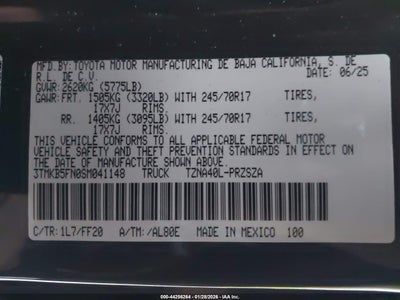 MFD.BY:TOYOTA MOTOR MANUFACTURING DE BAJA CALIFORNIA, S. DE
R.L. DE C.V. DATE: 06/25
GVWR:2620KG (5775LB)
GAWR:FRT. 1505KG (3320LB) WITH 245/70R17 TIRES,
17X7J RIMS.
RR. 1405KG (3095LB) WITH 245/70R17 TIRES,
17X7J RIMS.
THIS VEHICLE CONFORMS TO ALL APPLICABLE FEDERAL MOTOR
VEHICLE SAFETY AND THEFT PREVENTION STANDARDS IN EFFECT ON
THE DATE OF MANUFACTURE SHOWN ABOVE.
3TMKB5FN0SM041148 TRUCK TZNA40L-PRZSZA
C/TR:1L7/FF20 A/TM:/AL80E MADE IN MEXICO 100
000-44256264 - 01/28/2026 - IAA Inc.